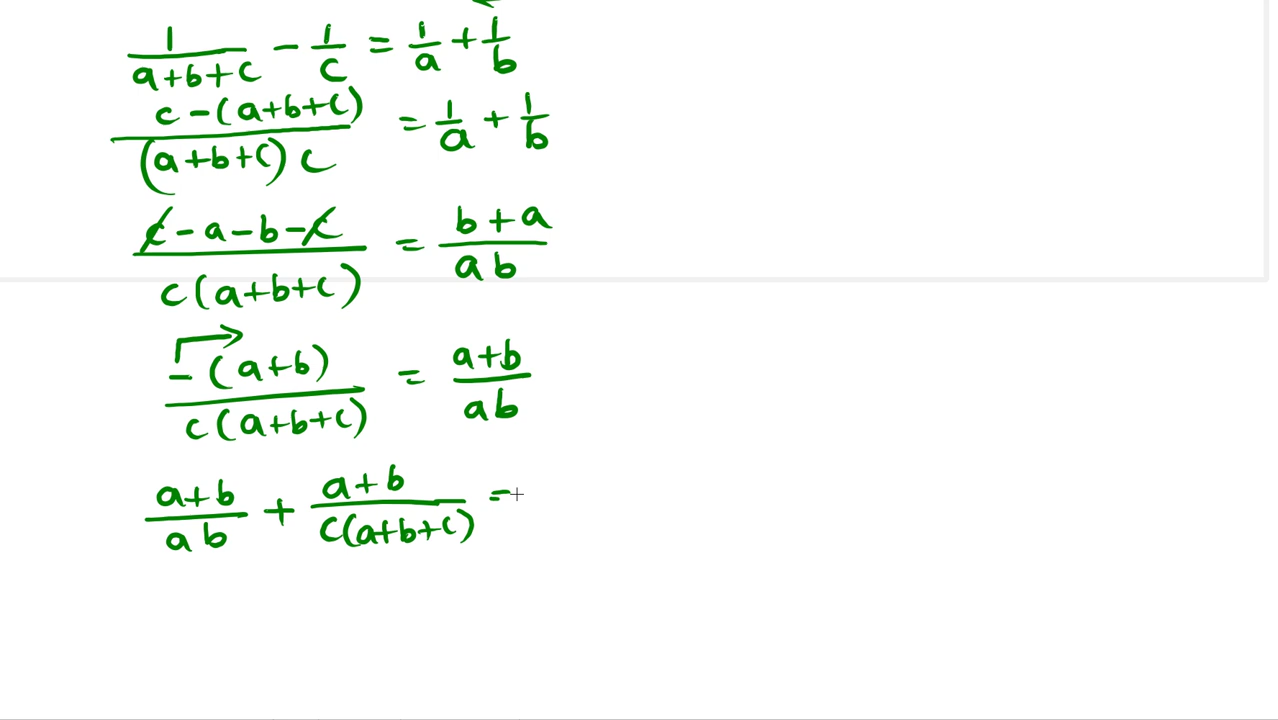 1/(a+b+c) - 1/c = 1/a + 1/b
(c-(a+b+c))/((a+b+c)c) = 1/a + 1/b
(c-a-b-c)/(c(a+b+c)) = (b+a)/(ab)
(-(a+b))/(c(a+b+c)) = (a+b)/(ab)
(a+b)/(ab) + (a+b)/(c(a+b+c)) =